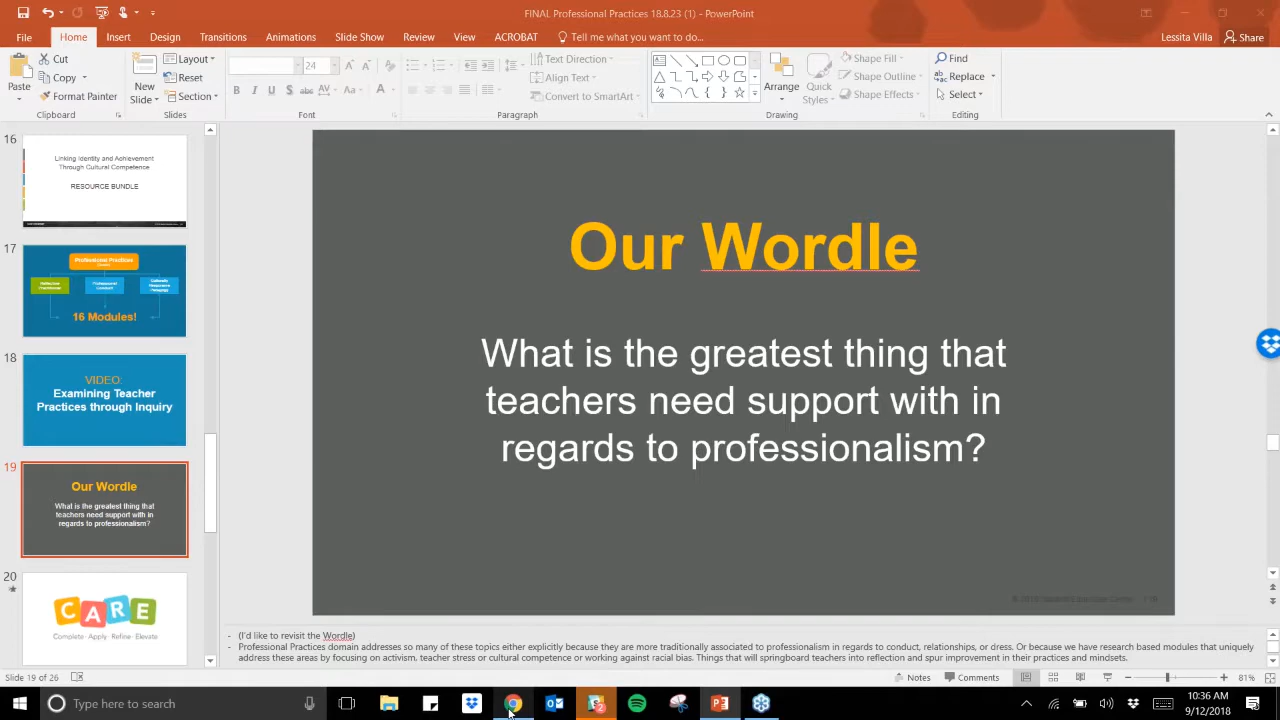 FINAL Professional Practices 18.8.23 (1) - PowerPoint
File Home Insert Design Transitions Animations Slide Show Review View ACROBAT Tell me what you want to do... Lessita Villa Share
Paste
Cut
Copy
Format Painter
Clipboard
New
Slide
Layout
Reset
Section
Slides
24
B I U S abc AV Aa A
Font
Text Direction
Align Text
Convert to SmartArt
Paragraph
Arrange
Quick
Styles
Shape Fill
Shape Outline
Shape Effects
Drawing
Find
Replace
Select
Editing
16
Linking Identity and Achievement
Through Cultural Competence
RESOURCE BUNDLE
17
Professional Practices
Reflective
Practitioner
Professional
Conduct
Culturally
Responsive
Pedagogy
16 Modules!
18
VIDEO:
Examining Teacher
Practices through Inquiry
19
Our Wordle
What is the greatest thing that
teachers need support with in
regards to professionalism?
20
CARE
Complete · Apply · Refine · Elevate
Our Wordle
What is the greatest thing that
teachers need support with in
regards to professionalism?
- (I'd like to revisit the Wordle)
- Professional Practices domain addresses so many of these topics either explicitly because they are more traditionally associated to professionalism in regards to conduct, relationships, or dress. Or because we have research based modules that uniquely
address these areas by focusing on activism, teacher stress or cultural competence or working against racial bias. Things that will springboard teachers into reflection and spur improvement in their practices and mindsets.
Slide 19 of 26 Notes Comments 81%
Type here to search
10:36 AM
9/12/2018